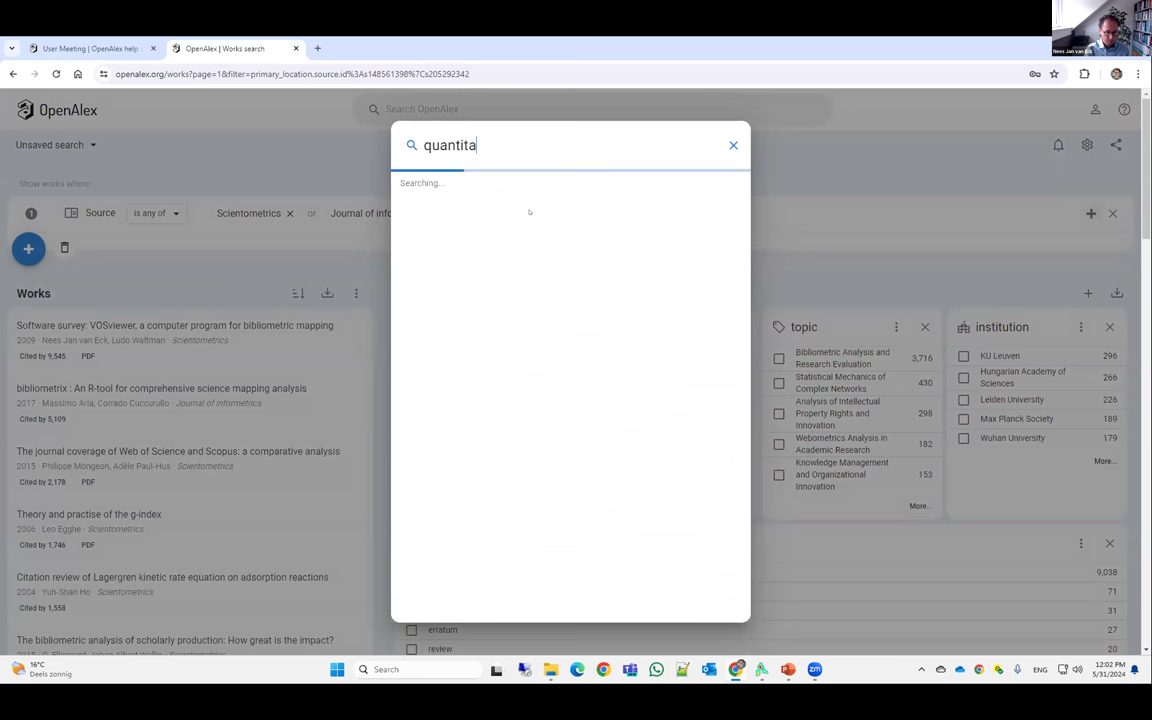 Nees Jan van Eck
User Meeting | OpenAlex help
OpenAlex | Works search
openalex.org/works?page=1&filter=primary_location.source.id%3As148561398%7Cs205292342
OpenAlex
Search OpenAlex
Unsaved search
quantita
Searching...
Show works where:
1 Source is any of Scientometrics or Journal of info
Works
Software survey: VOSviewer, a computer program for bibliometric mapping
2009 · Nees Jan van Eck, Ludo Waltman · Scientometrics
Cited by 9,545 PDF
bibliometrix : An R-tool for comprehensive science mapping analysis
2017 · Massimo Aria, Corrado Cuccurullo · Journal of informetrics
Cited by 5,109
The journal coverage of Web of Science and Scopus: a comparative analysis
2015 · Philippe Mongeon, Adèle Paul-Hus · Scientometrics
Cited by 2,178 PDF
Theory and practise of the g-index
2006 · Leo Egghe · Scientometrics
Cited by 1,746 PDF
Citation review of Lagergren kinetic rate equation on adsorption reactions
2004 · Yuh-Shan Ho · Scientometrics
Cited by 1,558
The bibliometric analysis of scholarly production: How great is the impact?
topic
Bibliometric Analysis and Research Evaluation 3,716
Statistical Mechanics of Complex Networks 430
Analysis of Intellectual Property Rights and Innovation 298
Webometrics Analysis in Academic Research 182
Knowledge Management and Organizational Innovation 153
More...
institution
KU Leuven 296
Hungarian Academy of Sciences 266
Leiden University 226
Max Planck Society 189
Wuhan University 179
More...
9,038
71
31
erratum 27
review 20
16°C
Deels zonnig
Search
ENG
12:02 PM
5/31/2024